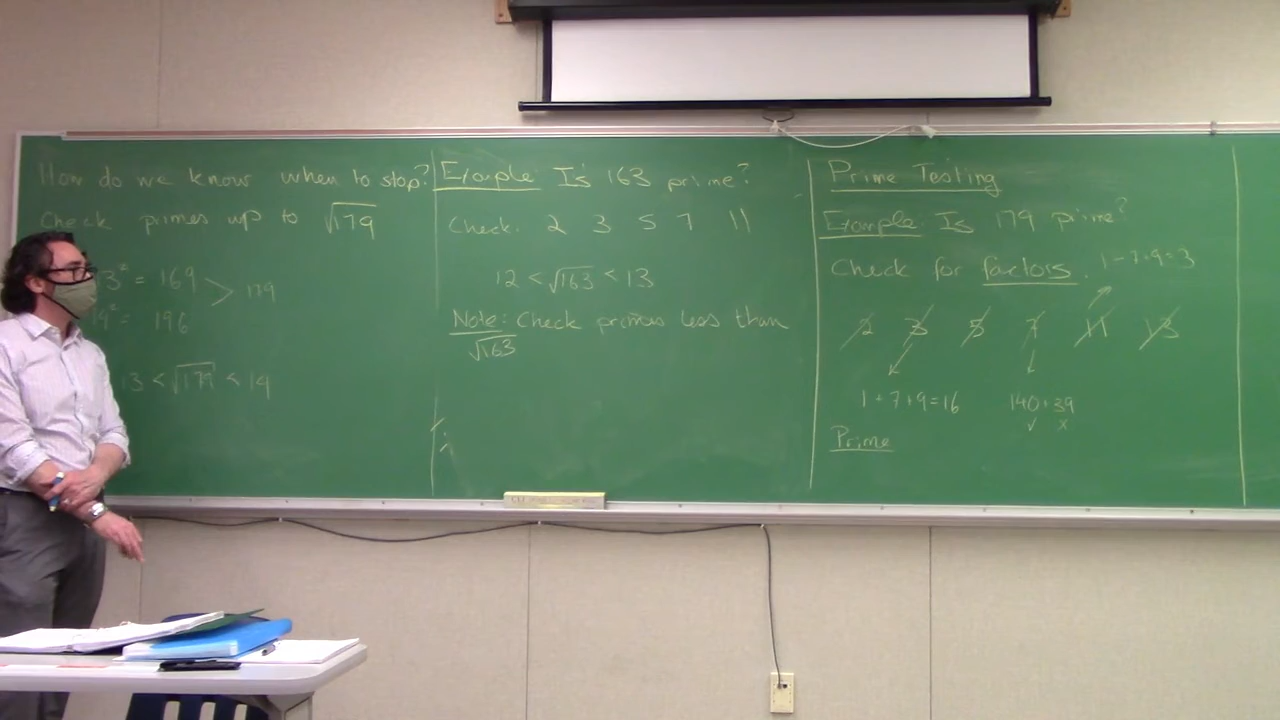 How do we know when to stop?
Check primes up to √179
3² = 169
4² = 196
> 179
13 < √179 < 14
Example: Is 163 prime?
Check: 2 3 5 7 11
12 < √163 < 13
Note: Check primes less than
√163
Prime Testing
Example: Is 179 prime?
Check for factors.
1 - 7 + 9 = 3
2 3 5 7 11 13
1 + 7 + 9 = 16
140 + 39
✓ x
Prime